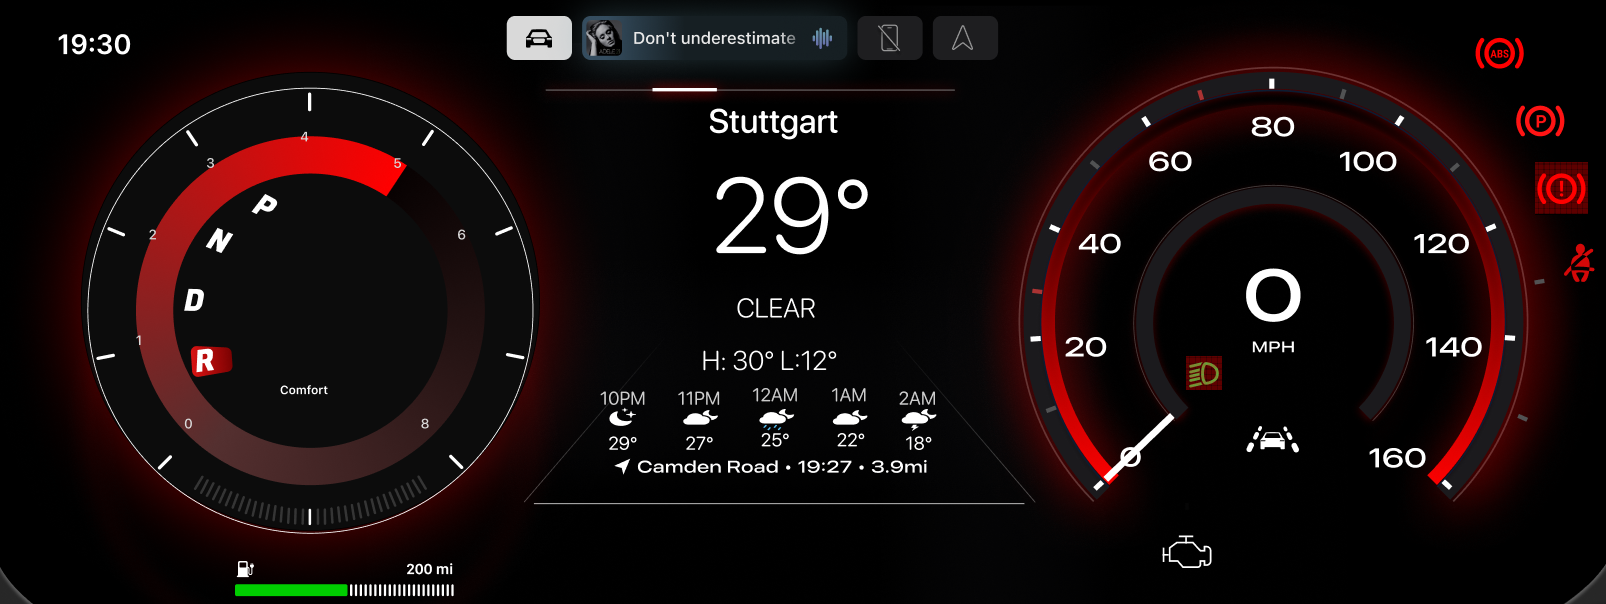 19:30
Don't underestimate
ABS
P
Stuttgart
29°
CLEAR
H: 30° L:12°
10PM 11PM 12AM 1AM 2AM
29° 27° 25° 22° 18°
Camden Road • 19:27 • 3.9mi
0 1 2 3 4 5 6 8
P
N
D
R
Comfort
200 mi
0 20 40 60 80 100 120 140 160
0
MPH
!